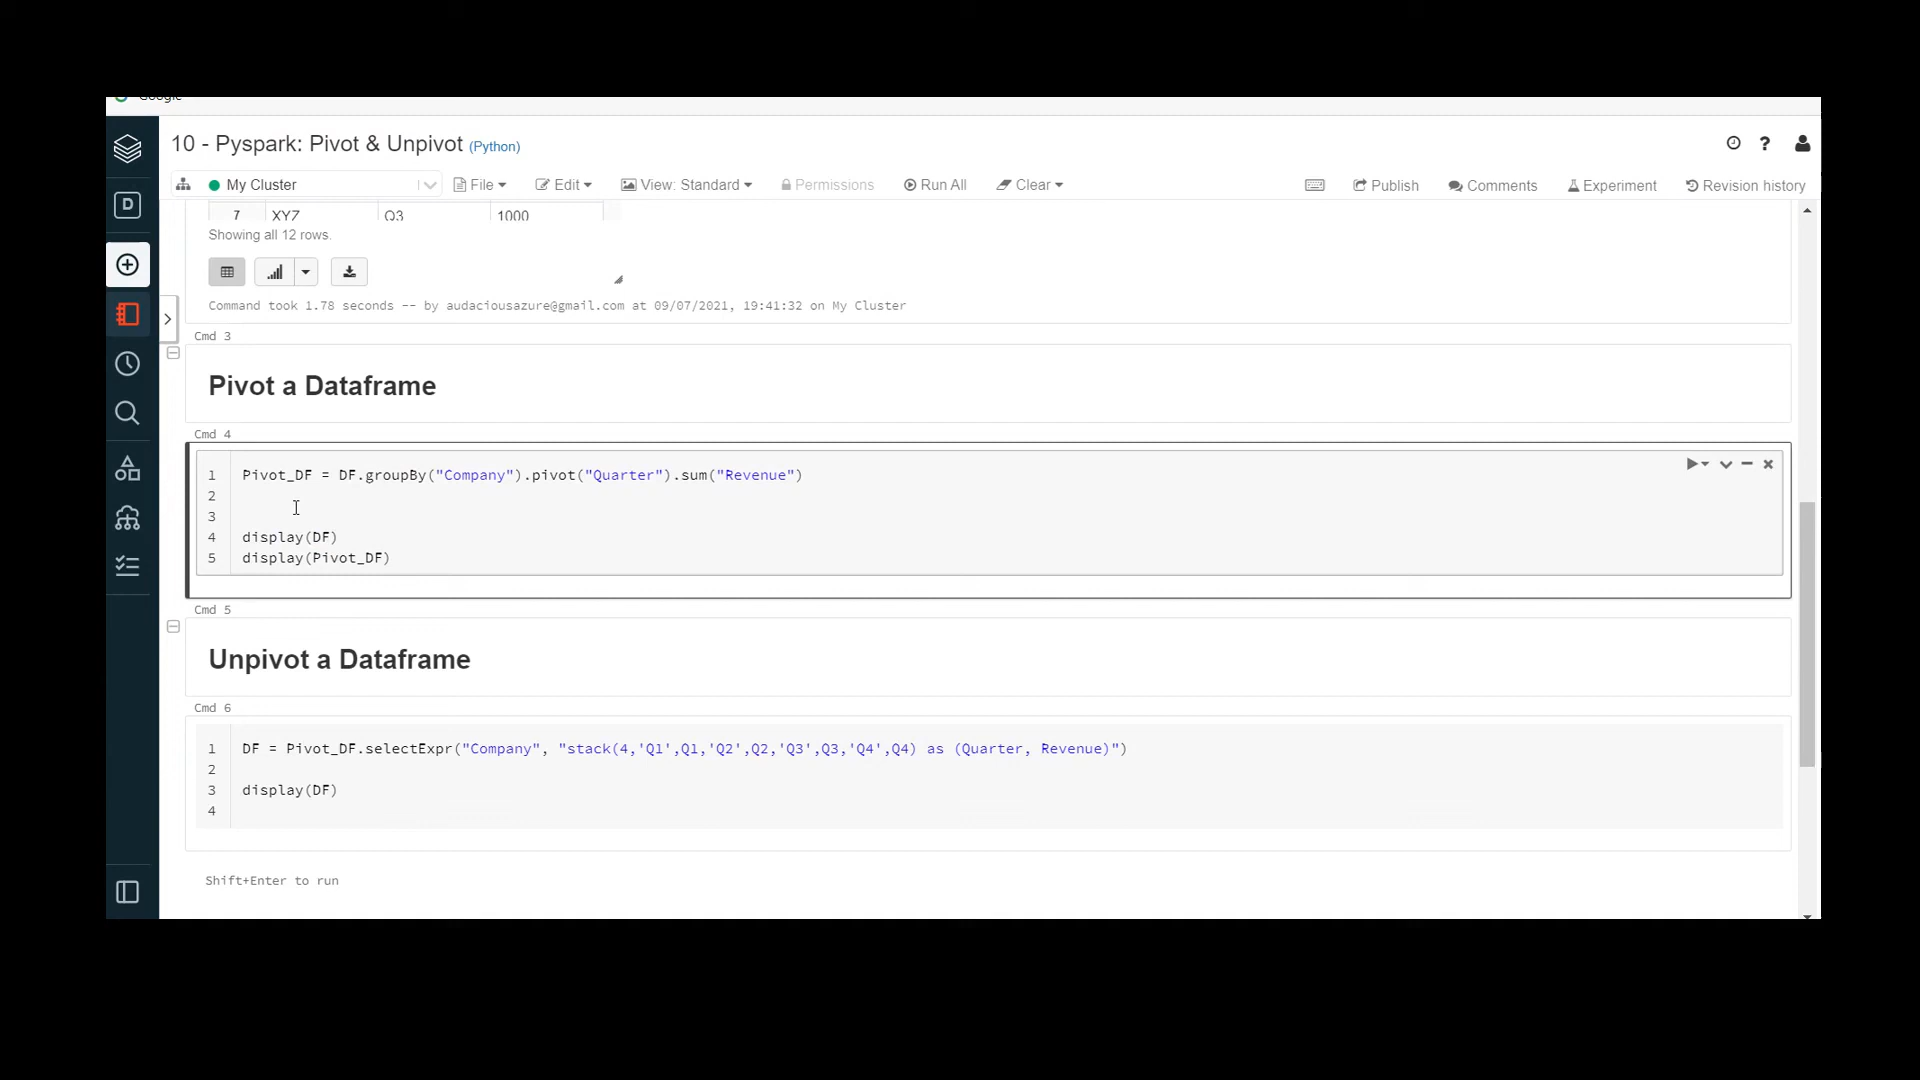 Google
10 - Pyspark: Pivot & Unpivot (Python)
My Cluster File Edit View: Standard Permissions Run All Clear Publish Comments Experiment Revision history
D
7 XYZ Q3 1000
Showing all 12 rows.
Command took 1.78 seconds -- by audaciousazure@gmail.com at 09/07/2021, 19:41:32 on My Cluster
Cmd 3
Pivot a Dataframe
Cmd 4
1 Pivot_DF = DF.groupBy("Company").pivot("Quarter").sum("Revenue")
2
3
4 display(DF)
5 display(Pivot_DF)
Cmd 5
Unpivot a Dataframe
Cmd 6
1 DF = Pivot_DF.selectExpr("Company", "stack(4,'Q1',Q1,'Q2',Q2,'Q3',Q3,'Q4',Q4) as (Quarter, Revenue)")
2
3 display(DF)
4
Shift+Enter to run